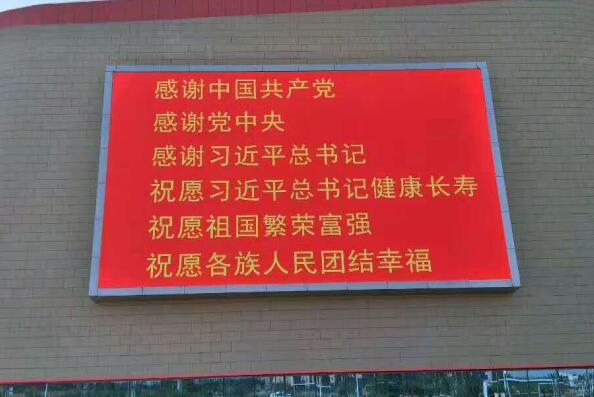 感谢中国共产党
感谢党中央
感谢习近平总书记
祝愿习近平总书记健康长寿
祝愿祖国繁荣富强
祝愿各族人民团结幸福